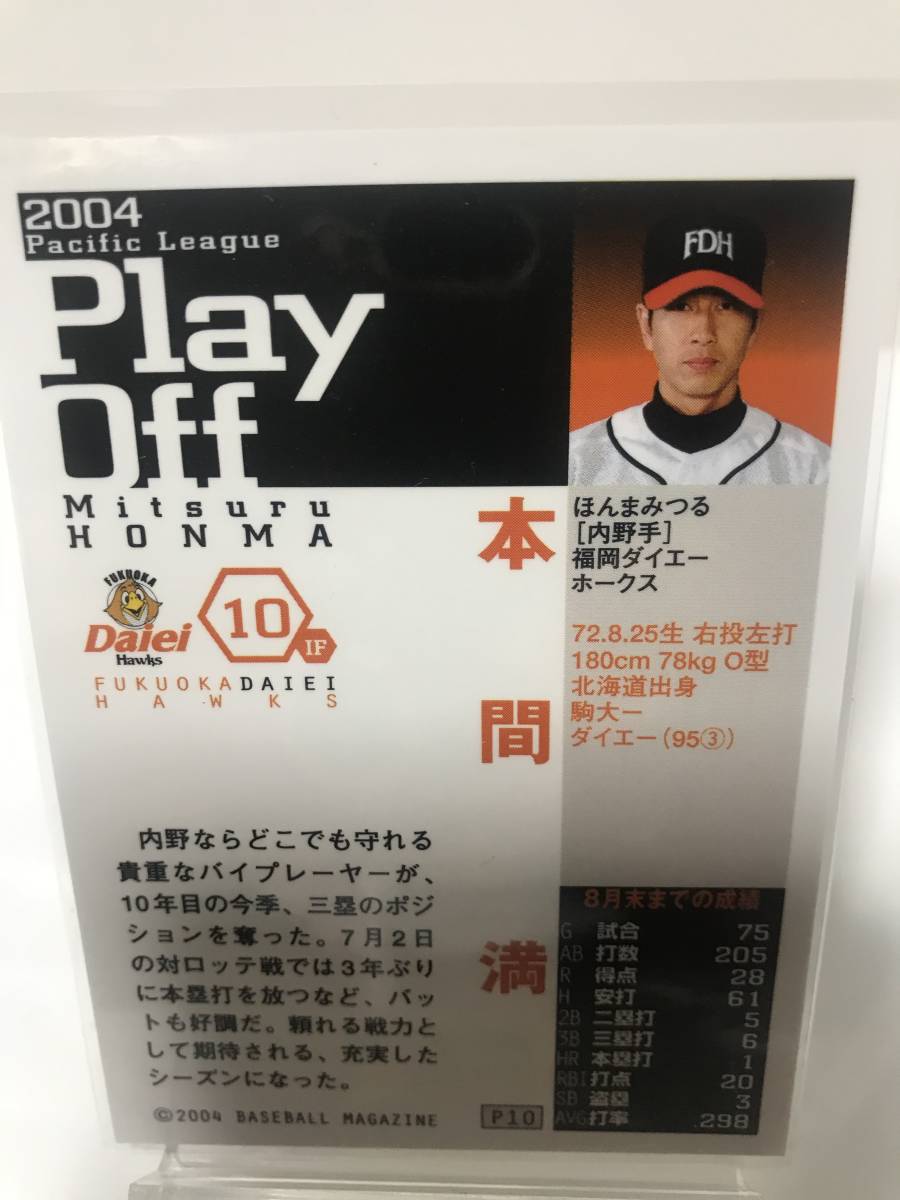 2004
Pacific League
Play
Off
FDH
Mitsuru
HONMA
FUKUOKA
Daiei
Hawks
10
IF
FUKUOKADAIEI
HAWKS
本間満
ほんまみつる
[内野手]
福岡ダイエー
ホークス
72.8.25生 右投左打
180cm 78kg O型
北海道出身
駒大ー
ダイエー(95③)
内野ならどこでも守れる
貴重なバイプレーヤーが、
10年目の今季、三塁のポジ
ションを奪った。7月2日
の対ロッテ戦では3年ぶり
に本塁打を放つなど、バッ
トも好調だ。頼れる戦力と
して期待される、充実した
シーズンになった。
8月末までの成績
G 試合 75
AB 打数 205
R 得点 28
H 安打 61
2B 二塁打 5
3B 三塁打 6
HR 本塁打 1
RBI 打点 20
SB 盗塁 3
AVG 打率 .298
©2004 BASEBALL MAGAZINE
P10